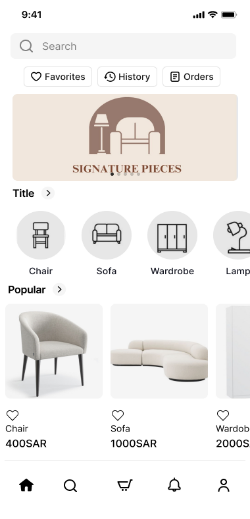 9:41
Search
Favorites History Orders
SIGNATURE PIECES
Title
Chair Sofa Wardrobe Lamp
Popular
Chair Sofa Wardob
400SAR 1000SAR 2000S